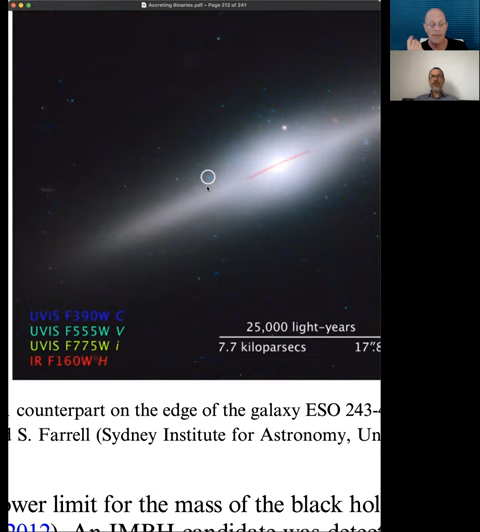 Accreting Binaries.pdf – Page 212 of 241
UVIS F390W C
UVIS F555W V
UVIS F775W i
IR F160W H
25,000 light-years
7.7 kiloparsecs 17".8
counterpart on the edge of the galaxy ESO 243-4
S. Farrell (Sydney Institute for Astronomy, Un
ower limit for the mass of the black hol
2012). An IMBH candidate was detec